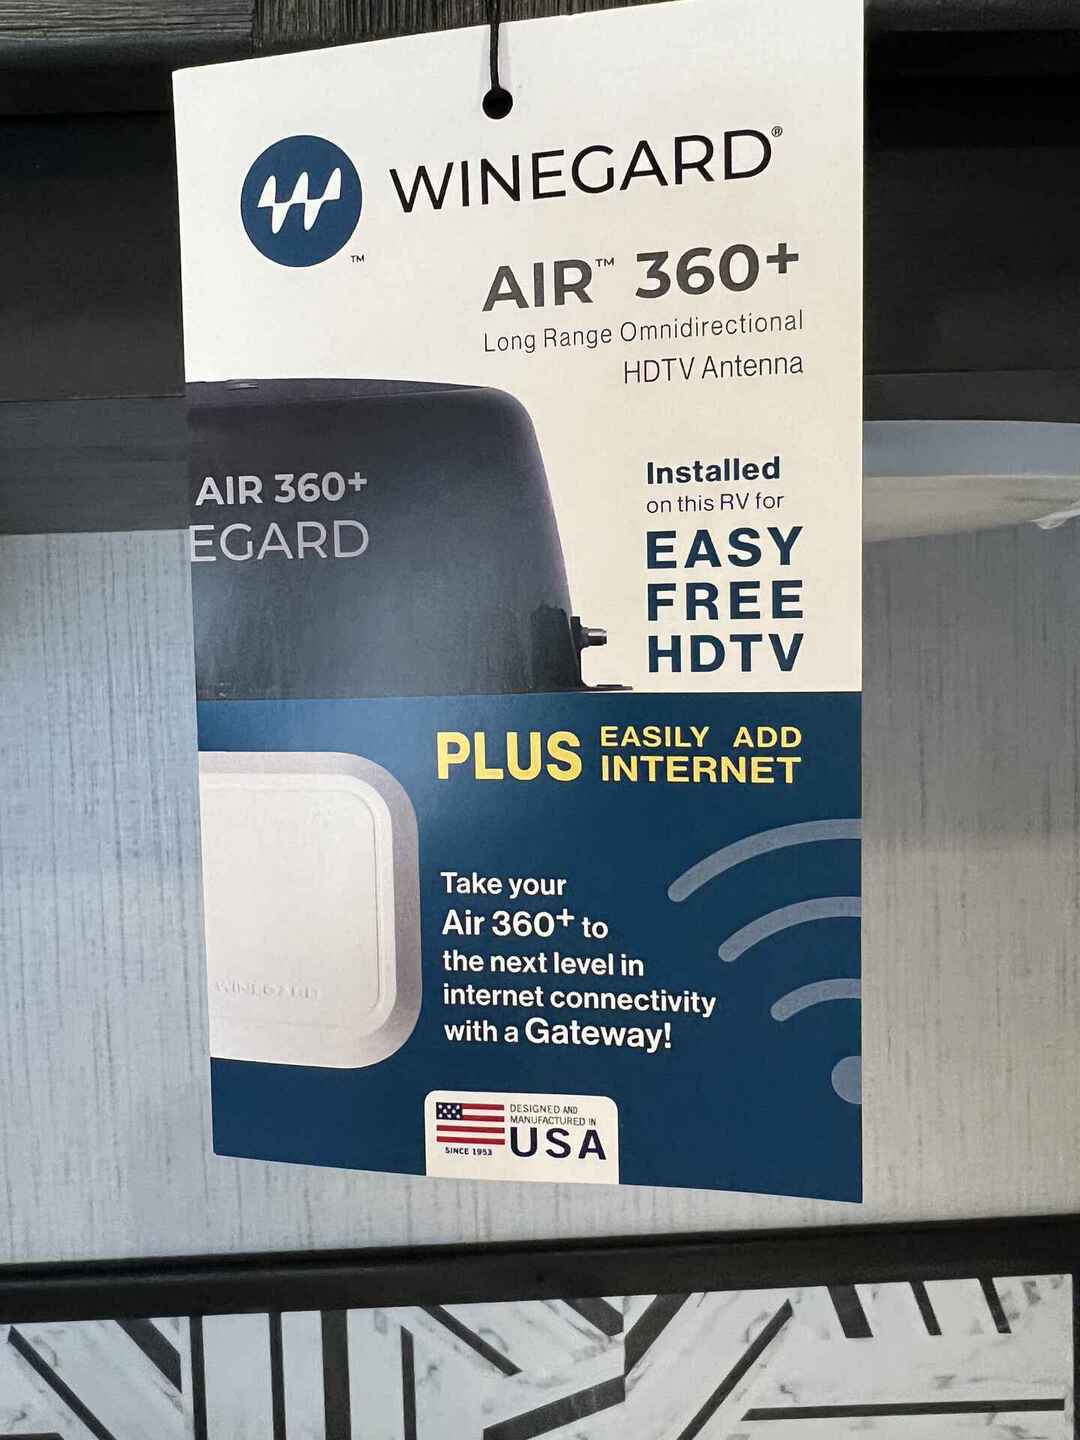 WINEGARD®
™
AIR™ 360+
Long Range Omnidirectional
HDTV Antenna
AIR 360+
EGARD
Installed
on this RV for
EASY
FREE
HDTV
PLUS EASILY ADD
INTERNET
Take your
Air 360+ to
the next level in
internet connectivity
with a Gateway!
WINEGARD
DESIGNED AND
MANUFACTURED IN
USA
SINCE 1953